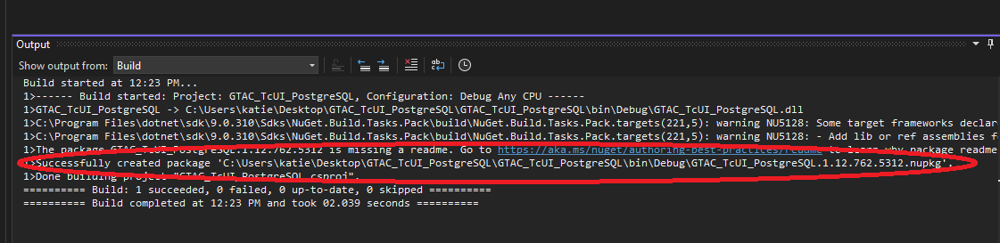 Output
Show output from: Build
Build started at 12:23 PM...
1>------ Build started: Project: GTAC_TcUI_PostgreSQL, Configuration: Debug Any CPU ------
1>GTAC_TcUI_PostgreSQL -> C:\Users\katie\Desktop\GTAC_TcUI_PostgreSQL\GTAC_TcUI_PostgreSQL\bin\Debug\GTAC_TcUI_PostgreSQL.dll
1>C:\Program Files\dotnet\sdk\9.0.310\Sdks\NuGet.Build.Tasks.Pack\build\NuGet.Build.Tasks.Pack.targets(221,5): warning NU5128: Some target frameworks declar
1>C:\Program Files\dotnet\sdk\9.0.310\Sdks\NuGet.Build.Tasks.Pack\build\NuGet.Build.Tasks.Pack.targets(221,5): warning NU5128: - Add lib or ref assemblies f
1>The package GTAC_TcUI_PostgreSQL.1.12.762.5312 is missing a readme. Go to https://aka.ms/nuget/authoring-best-practices/readme to learn why package readme
1>Successfully created package 'C:\Users\katie\Desktop\GTAC_TcUI_PostgreSQL\GTAC_TcUI_PostgreSQL\bin\Debug\GTAC_TcUI_PostgreSQL.1.12.762.5312.nupkg'.
1>Done building project "GTAC_TcUI_PostgreSQL.csproj".
========== Build: 1 succeeded, 0 failed, 0 up-to-date, 0 skipped ==========
========== Build completed at 12:23 PM and took 02.039 seconds ==========